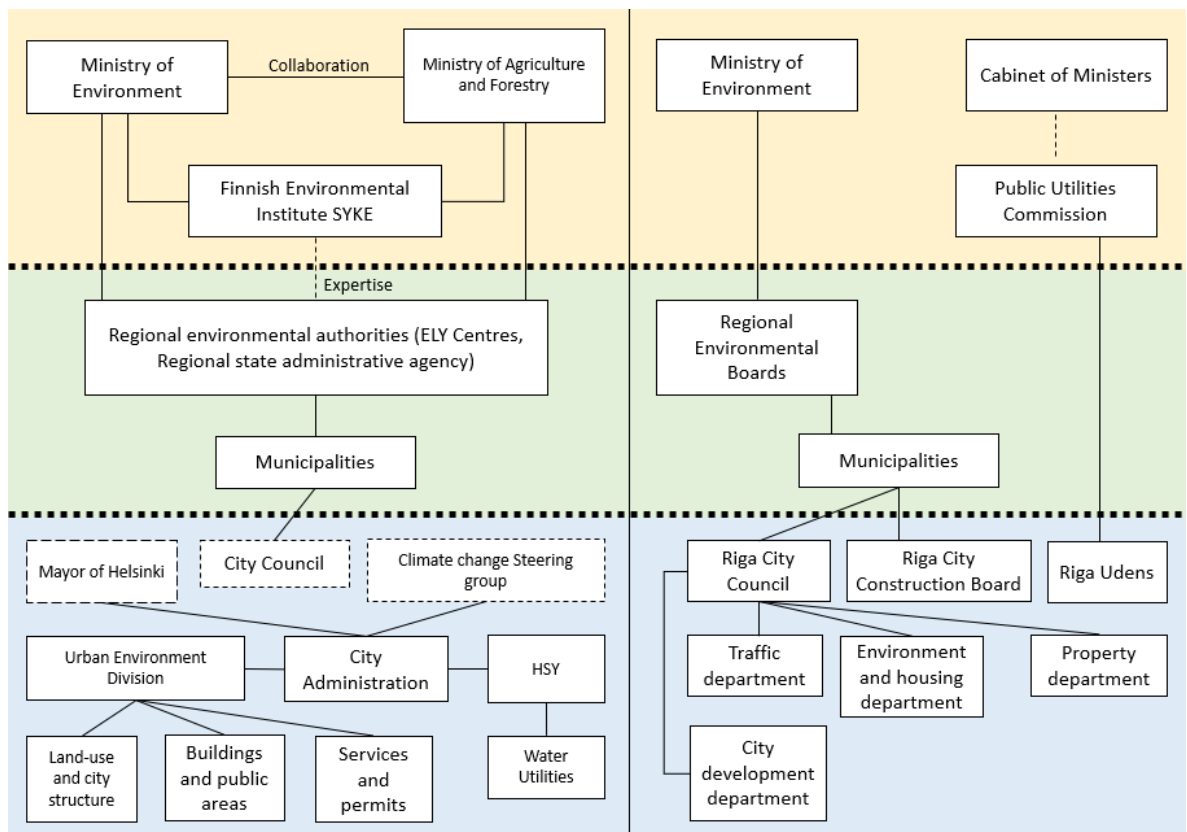 Ministry of
Environment
Collaboration
Ministry of Agriculture
and Forestry
Finnish Environmental
Institute SYKE
Expertise
Regional environmental authorities (ELY Centres,
Regional state administrative agency)
Municipalities
Mayor of Helsinki
City Council
Climate change Steering
group
Urban Environment
Division
City
Administration
HSY
Land-use
and city
structure
Buildings
and public
areas
Services
and
permits
Water
Utilities
Ministry of
Environment
Cabinet of Ministers
Public Utilities
Commission
Regional
Environmental
Boards
Municipalities
Riga City
Council
Riga City
Construction Board
Riga Udens
Traffic
department
Environment
and housing
department
Property
department
City
development
department